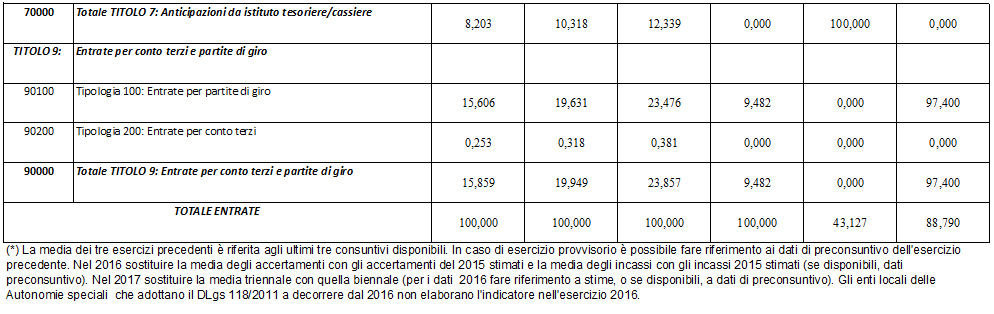 70000 Totale TITOLO 7: Anticipazioni da istituto tesoriere/cassiere 8,203 10,318 12,339 0,000 100,000 0,000
TITOLO 9: Entrate per conto terzi e partite di giro
90100 Tipologia 100: Entrate per partite di giro 15,606 19,631 23,476 9,482 0,000 97,400
90200 Tipologia 200: Entrate per conto terzi 0,253 0,318 0,381 0,000 0,000 0,000
90000 Totale TITOLO 9: Entrate per conto terzi e partite di giro 15,859 19,949 23,857 9,482 0,000 97,400
TOTALE ENTRATE 100,000 100,000 100,000 100,000 43,127 88,790
(*) La media dei tre esercizi precedenti è riferita agli ultimi tre consuntivi disponibili. In caso di esercizio provvisorio è possibile fare riferimento ai dati di preconsuntivo dell'esercizio
precedente. Nel 2016 sostituire la media degli accertamenti con gli accertamenti del 2015 stimati e la media degli incassi con gli incassi 2015 stimati (se disponibili, dati
preconsuntivo). Nel 2017 sostituire la media triennale con quella biennale (per i dati 2016 fare riferimento a stime, o se disponibili, a dati di preconsuntivo). Gli enti locali delle
Autonomie speciali che adottano il DLgs 118/2011 a decorrere dal 2016 non elaborano l'indicatore nell'esercizio 2016.